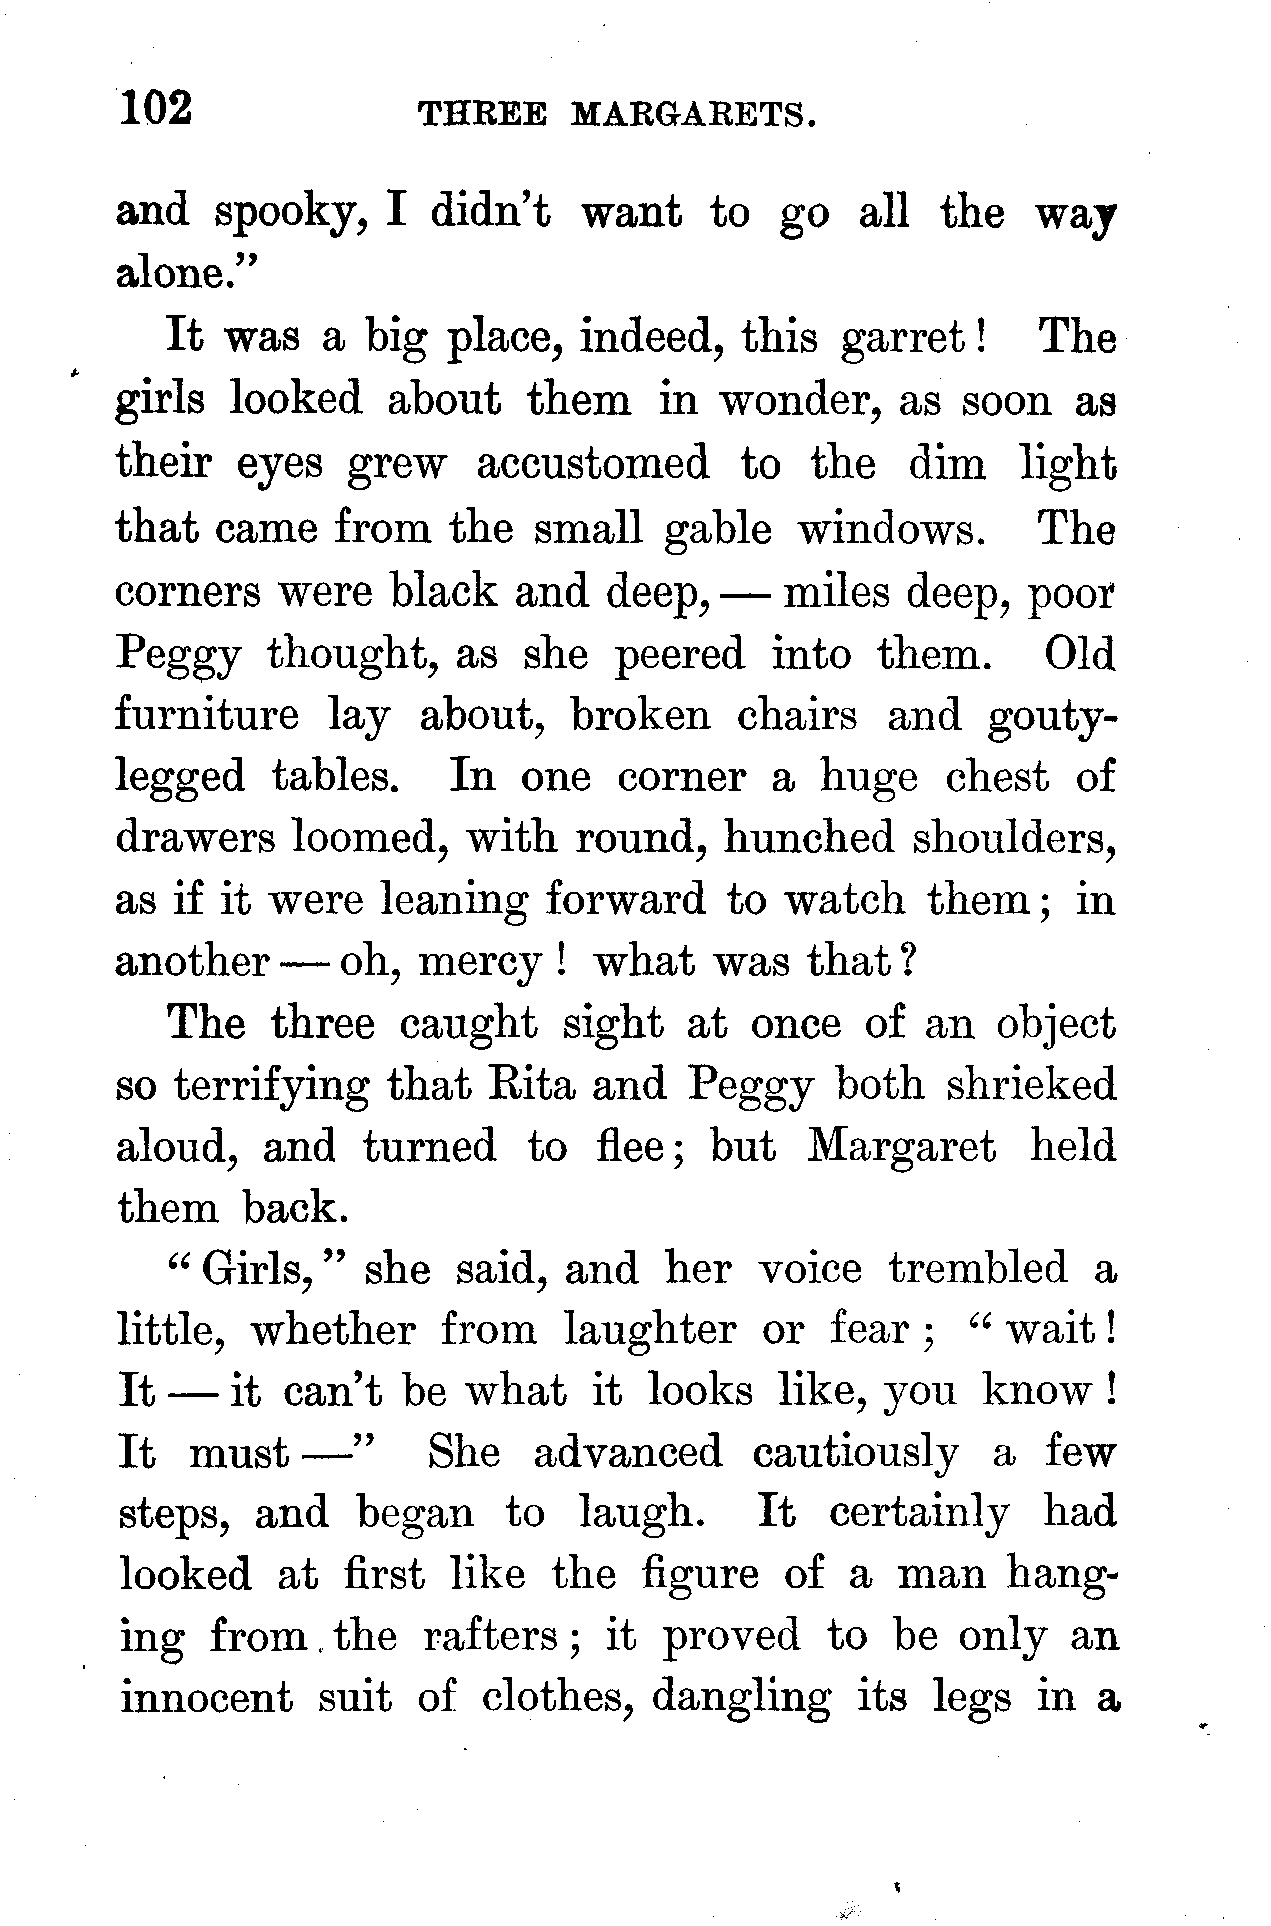 102 THREE MARGARETS.
and spooky, I didn't want to go all the way
alone."
It was a big place, indeed, this garret! The
girls looked about them in wonder, as soon as
their eyes grew accustomed to the dim light
that came from the small gable windows. The
corners were black and deep, — miles deep, poor
Peggy thought, as she peered into them. Old
furniture lay about, broken chairs and gouty-
legged tables. In one corner a huge chest of
drawers loomed, with round, hunched shoulders,
as if it were leaning forward to watch them; in
another — oh, mercy! what was that?
The three caught sight at once of an object
so terrifying that Rita and Peggy both shrieked
aloud, and turned to flee; but Margaret held
them back.
"Girls," she said, and her voice trembled a
little, whether from laughter or fear; "wait!
It — it can't be what it looks like, you know!
It must —" She advanced cautiously a few
steps, and began to laugh. It certainly had
looked at first like the figure of a man hang-
ing from the rafters; it proved to be only an
innocent suit of clothes, dangling its legs in a